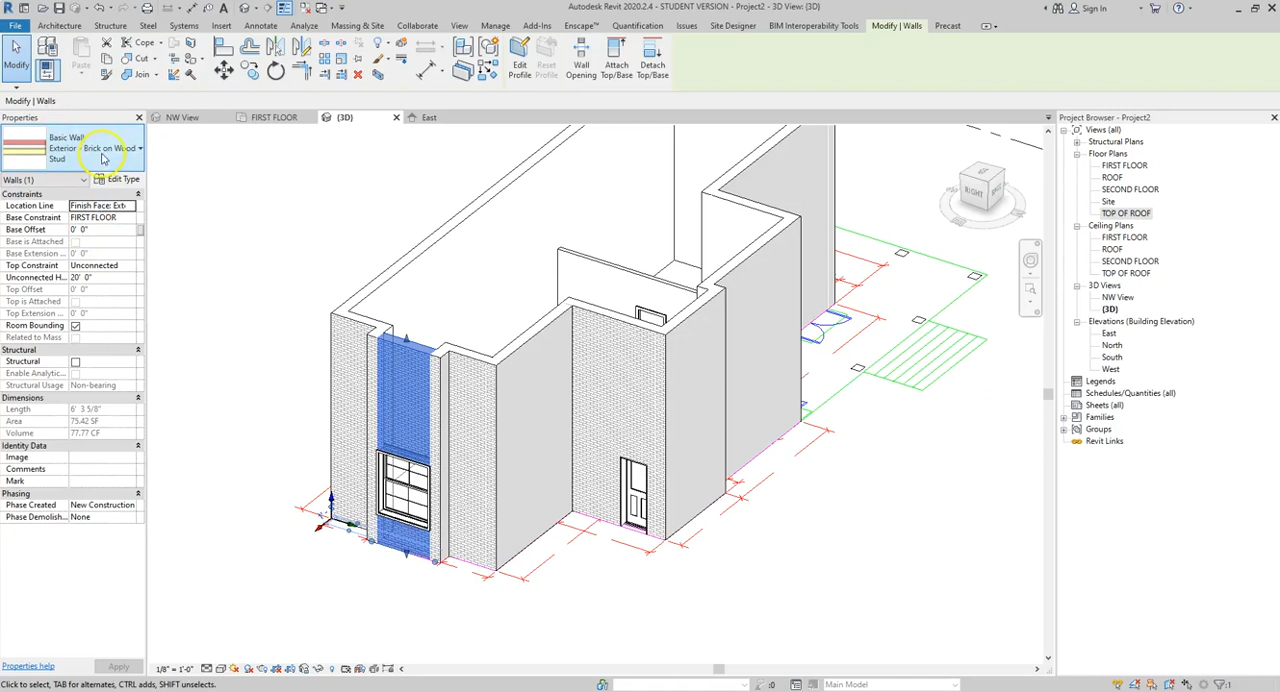 Autodesk Revit 2020.2.4 - STUDENT VERSION - Project2 - 3D View: {3D}
Sign In
File Architecture Structure Steel Systems Insert Annotate Analyze Massing & Site Collaborate View Manage Add-Ins Enscape™ Quantification Issues Site Designer BIM Interoperability Tools Modify | Walls Precast
Modify
Paste
Cope
Cut
Join
Edit Profile
Reset Profile
Wall Opening
Attach Top/Base
Detach Top/Base
Modify | Walls
Properties
NW View
FIRST FLOOR
{3D}
East
Project Browser - Project2
Basic Wall
Exterior - Brick on Wood
Stud
Walls (1)
Edit Type
Constraints
Location Line Finish Face: Ext
Base Constraint FIRST FLOOR
Base Offset 0' 0"
Base is Attached
Base Extension ... 0' 0"
Top Constraint Unconnected
Unconnected H... 20' 0"
Top Offset 0' 0"
Top is Attached
Top Extension ... 0' 0"
Room Bounding
Related to Mass
Structural
Structural
Enable Analytic...
Structural Usage Non-bearing
Dimensions
Length 6' 3 5/8"
Area 75.42 SF
Volume 77.77 CF
Identity Data
Image
Comments
Mark
Phasing
Phase Created New Construction
Phase Demolish... None
Properties help
Apply
RIGHT
Views (all)
Structural Plans
Floor Plans
FIRST FLOOR
ROOF
SECOND FLOOR
Site
TOP OF ROOF
Ceiling Plans
FIRST FLOOR
ROOF
SECOND FLOOR
TOP OF ROOF
3D Views
NW View
{3D}
Elevations (Building Elevation)
East
North
South
West
Legends
Schedules/Quantities (all)
Sheets (all)
Families
Groups
Revit Links
1/8" = 1'-0"
Click to select, TAB for alternates, CTRL adds, SHIFT unselects.
:0
Main Model
:1